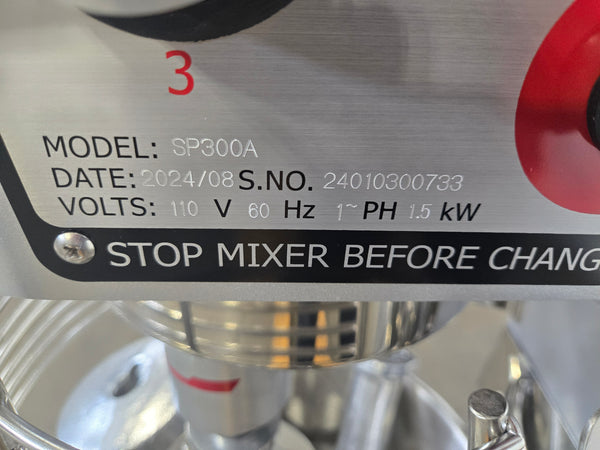 3
MODEL: SP300A
DATE: 2024/08 S.NO. 24010300733
VOLTS: 110 V 60 Hz 1~ PH 1.5 kW
STOP MIXER BEFORE CHANG